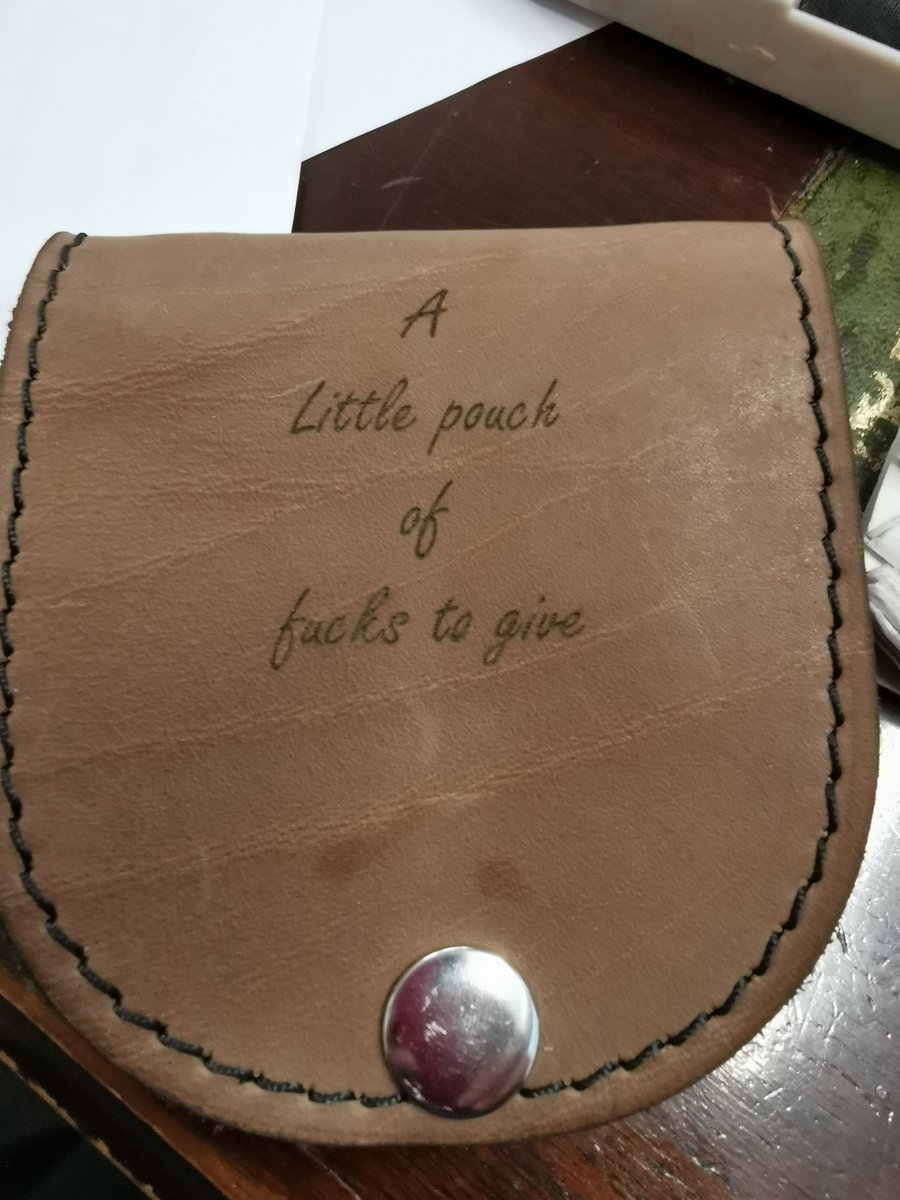 A
Little pouch
of
fucks to give